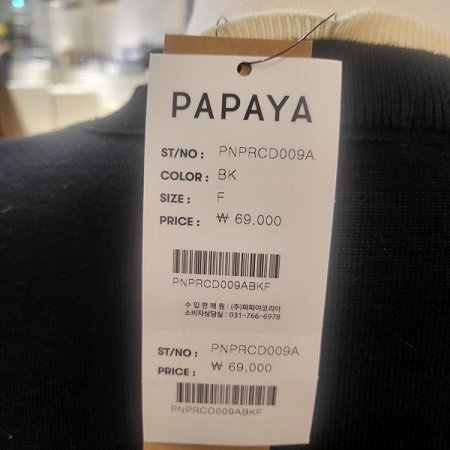 PAPAYA
ST/NO : PNPRCD009A
COLOR : BK
SIZE : F
PRICE : ₩ 69,000
PNPRCD009ABKF
수 입 판 매 원 : (주)파파야코리아
소비자상담실 : 031-766-6978
ST/NO : PNPRCD009A
PRICE : ₩ 69,000
PNPRCD009ABKF